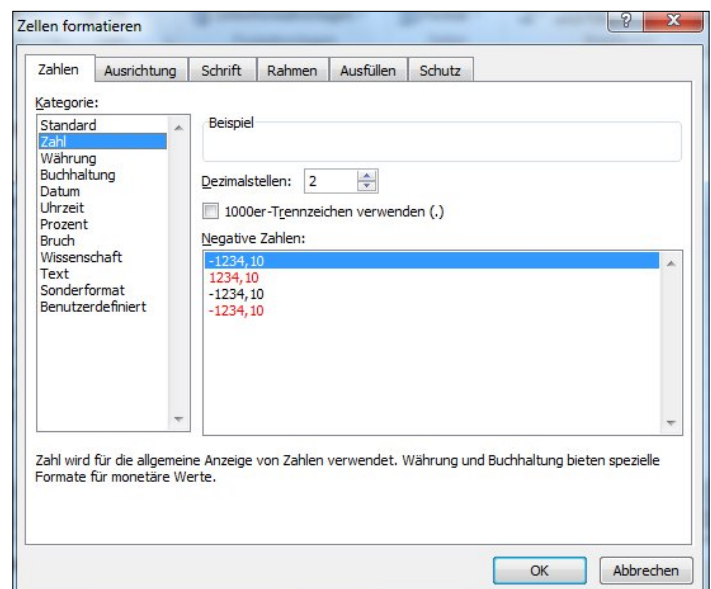 Zellen formatieren
?
X
Zahlen Ausrichtung Schrift Rahmen Ausfüllen Schutz
Kategorie:
Standard
Zahl
Währung
Buchhaltung
Datum
Uhrzeit
Prozent
Bruch
Wissenschaft
Text
Sonderformat
Benutzerdefiniert
Beispiel
Dezimalstellen: 2
1000er-Trennzeichen verwenden (.)
Negative Zahlen:
-1234,10
1234,10
-1234,10
-1234,10
Zahl wird für die allgemeine Anzeige von Zahlen verwendet. Währung und Buchhaltung bieten spezielle
Formate für monetäre Werte.
OK Abbrechen